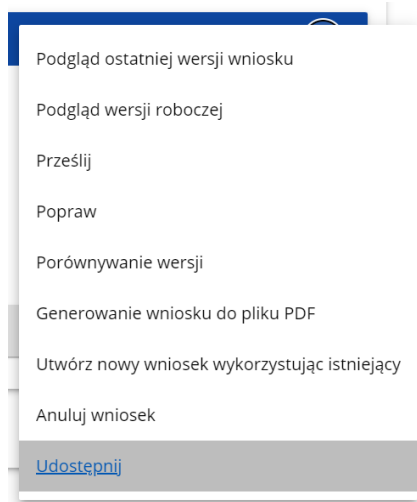 Podgląd ostatniej wersji wniosku
Podgląd wersji roboczej
Prześlij
Popraw
Porównywanie wersji
Generowanie wniosku do pliku PDF
Utwórz nowy wniosek wykorzystując istniejący
Anuluj wniosek
Udostępnij